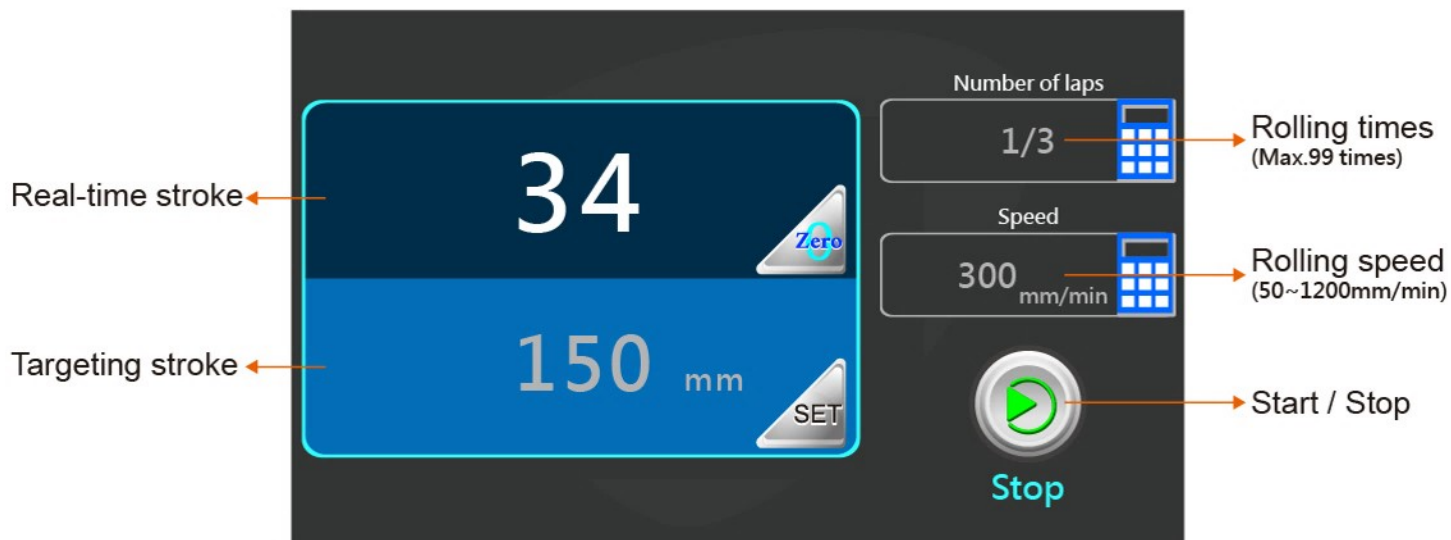 Number of laps
1/3
Rolling times
(Max.99 times)
34
Real-time stroke
Zero
0
Speed
300 mm/min
Rolling speed
(50~1200mm/min)
Targeting stroke
150 mm
SET
Start / Stop
Stop